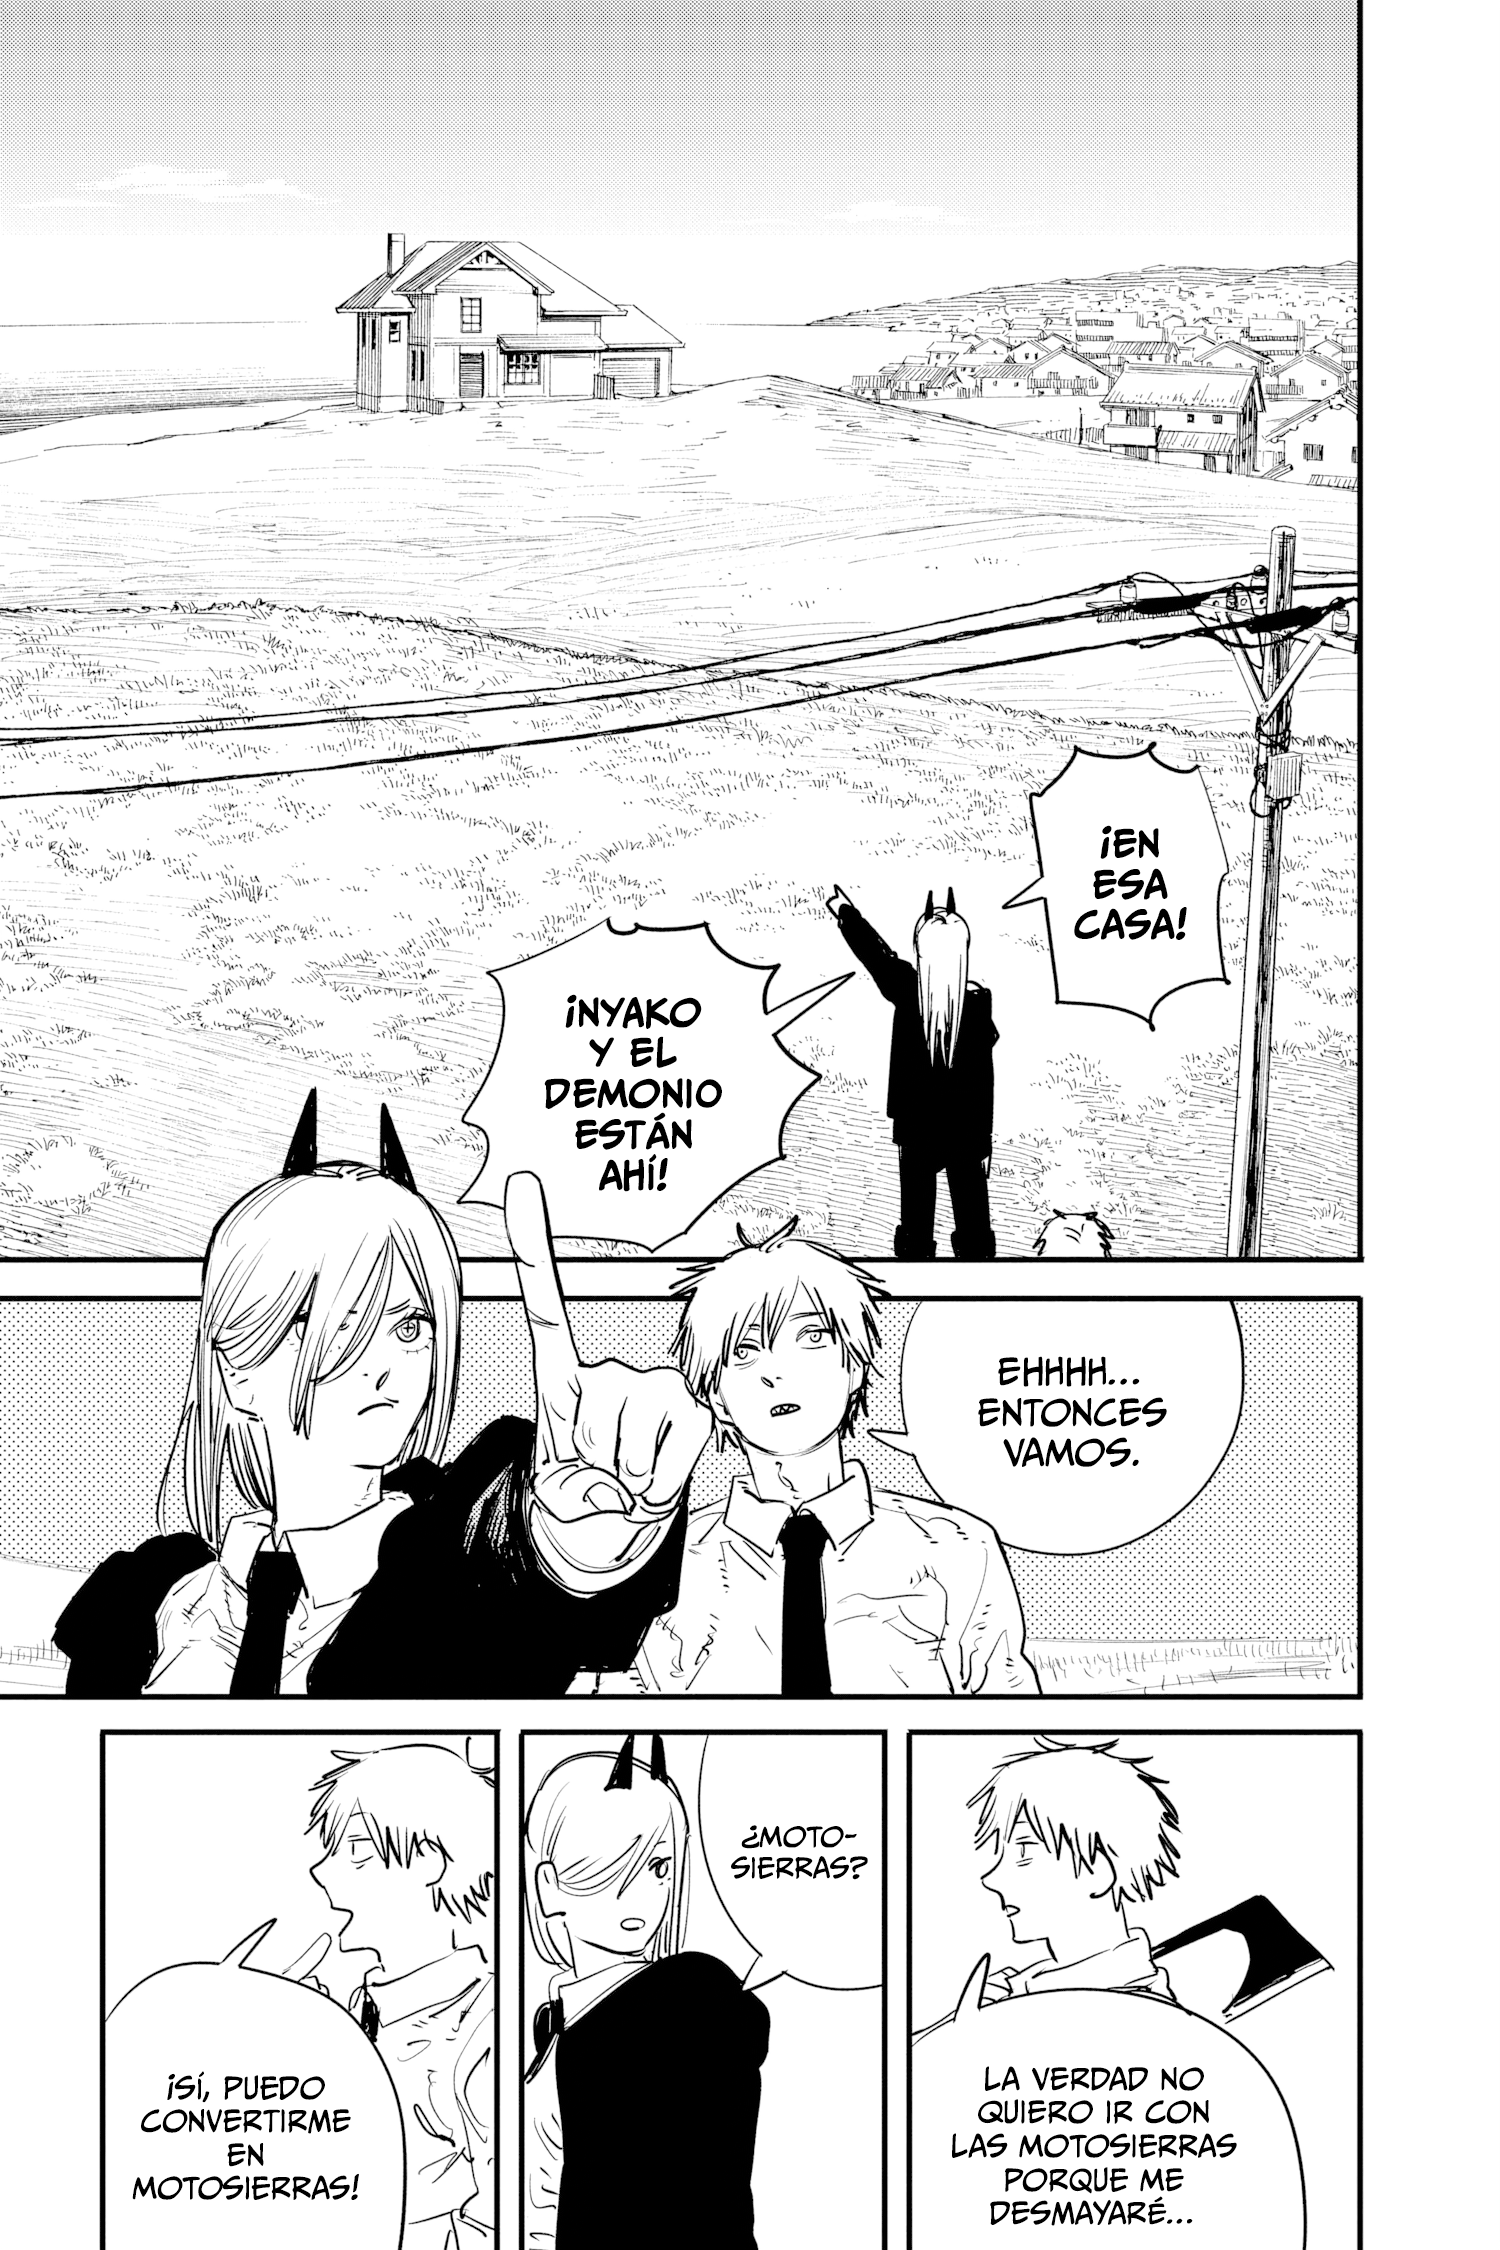 ¡EN
ESA
CASA!
¡NYAKO
Y EL
DEMONIO
ESTÁN
AHÍ!
EHHHH...
ENTONCES
VAMOS.
LA VERDAD NO
QUIERO IR CON
LAS MOTOSIERRAS
PORQUE ME
DESMAYARÉ...
¿MOTO-
SIERRAS?
¡SÍ, PUEDO
CONVERTIRME
EN
MOTOSIERRAS!